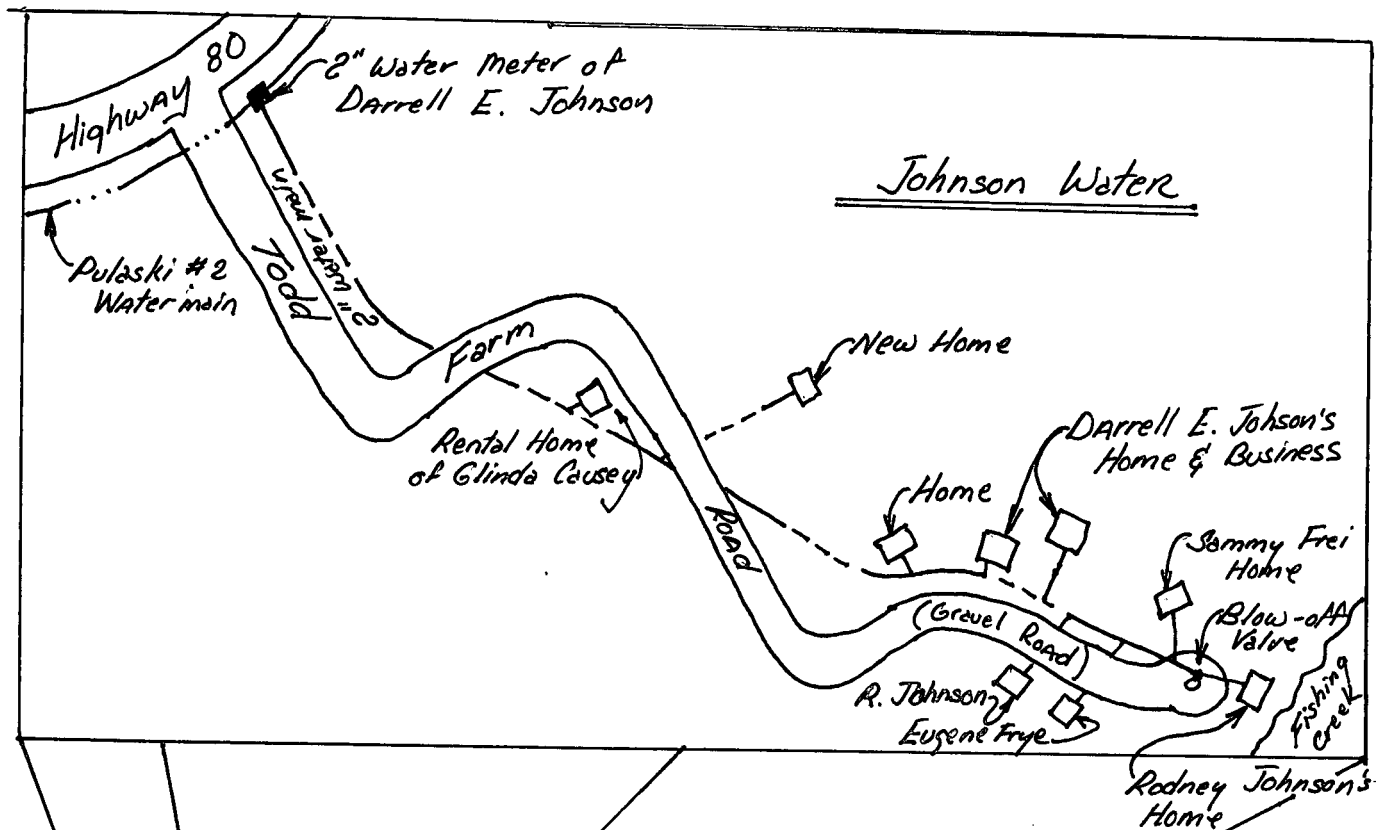 Highway 80
2" Water Meter of
Darrell E. Johnson
Johnson Water
Pulaski #2
Water main
2" water main
Todd Farm Road
New Home
Rental Home
of Glinda Causey
Darrell E. Johson's
Home & Business
Home
Sammy Frei
Home
(Gravel Road)
Blow-off
Valve
R. Johnson
Eugene Frye
Fishing
Creek
Rodney Johnson's
Home